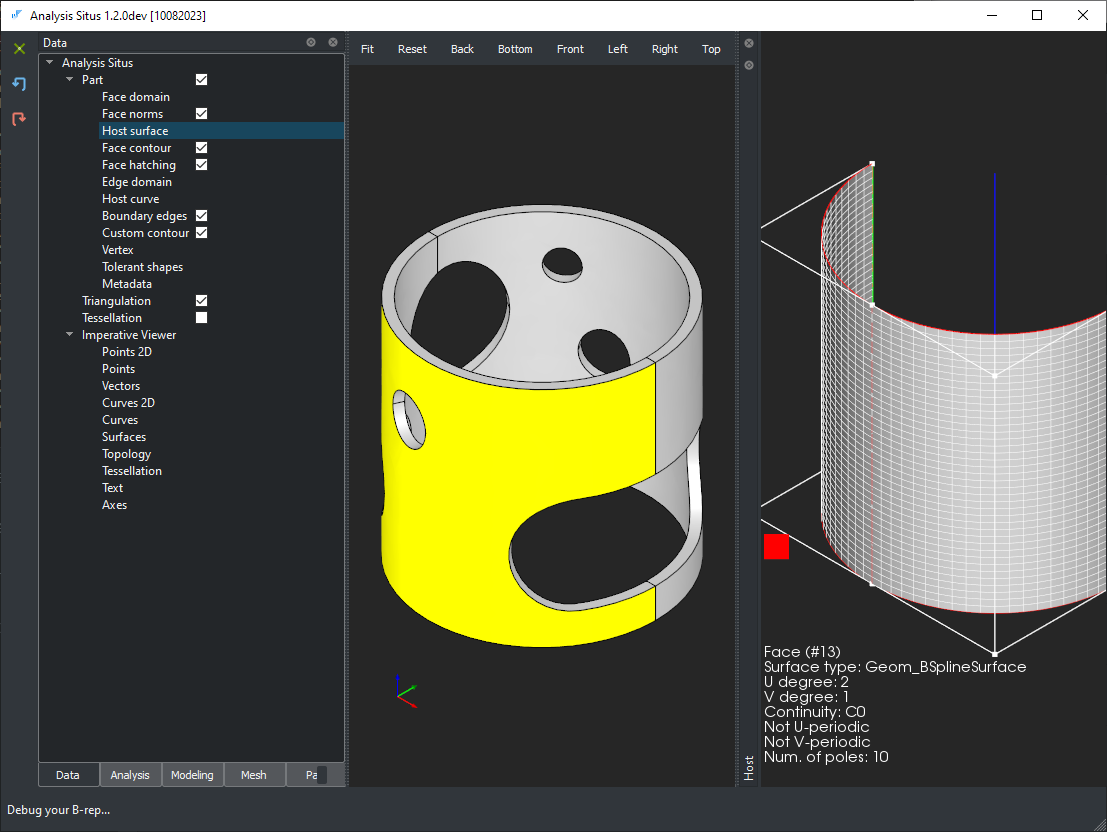 Analysis Situs 1.2.0dev [10082023]
Data
Analysis Situs
Part
Face domain
Face norms
Host surface
Face contour
Face hatching
Edge domain
Host curve
Boundary edges
Custom contour
Vertex
Tolerant shapes
Metadata
Triangulation
Tessellation
Imperative Viewer
Points 2D
Points
Vectors
Curves 2D
Curves
Surfaces
Topology
Tessellation
Text
Axes
Data Analysis Modeling Mesh Pa
Fit Reset Back Bottom Front Left Right Top
Host
Face (#13)
Surface type: Geom_BSplineSurface
U degree: 2
V degree: 1
Continuity: C0
Not U-periodic
Not V-periodic
Num. of poles: 10
Debug your B-rep...